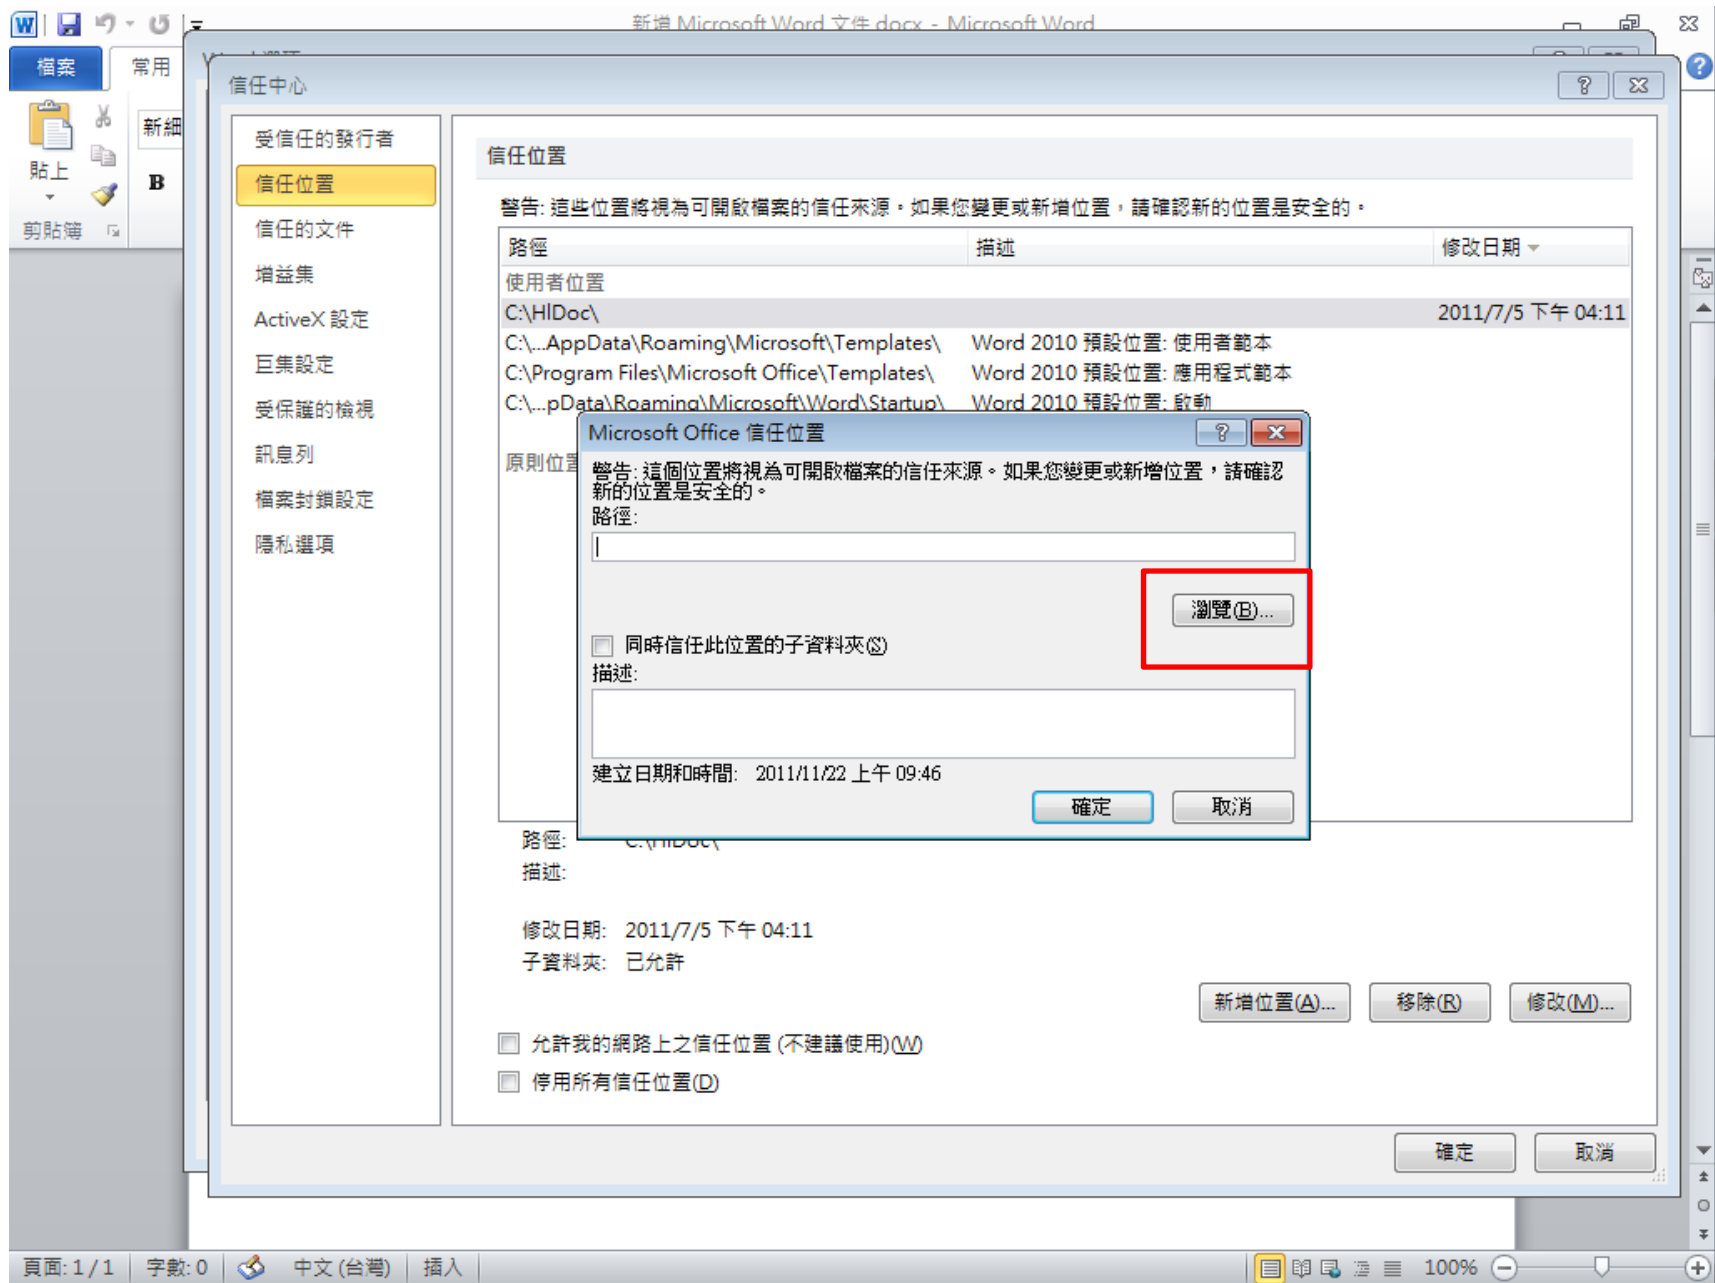 新增 Microsoft Word 文件.docx - Microsoft Word
檔案
常用
信任中心
新細
貼上
B
剪貼簿
受信任的發行者
信任位置
信任的文件
增益集
ActiveX 設定
巨集設定
受保護的檢視
訊息列
檔案封鎖設定
隱私選項
信任位置
警告: 這些位置將視為可開啟檔案的信任來源。如果您變更或新增位置，請確認新的位置是安全的。
路徑 描述 修改日期
使用者位置
C:\HlDoc\ 2011/7/5 下午 04:11
C:\...AppData\Roaming\Microsoft\Templates\ Word 2010 預設位置: 使用者範本
C:\Program Files\Microsoft Office\Templates\ Word 2010 預設位置: 應用程式範本
C:\...pData\Roaming\Microsoft\Word\Startup\ Word 2010 預設位置: 啟動
原則位置
Microsoft Office 信任位置
警告: 這個位置將視為可開啟檔案的信任來源。如果您變更或新增位置，請確認
新的位置是安全的。
路徑:
瀏覽(B)...
同時信任此位置的子資料夾(S)
描述:
建立日期和時間: 2011/11/22 上午 09:46
確定 取消
路徑: C:\HlDoc\
描述:
修改日期: 2011/7/5 下午 04:11
子資料夾: 已允許
新增位置(A)... 移除(R) 修改(M)...
允許我的網路上之信任位置 (不建議使用)(W)
停用所有信任位置(D)
確定 取消
頁面: 1 / 1 字數: 0 中文 (台灣) 插入 100%